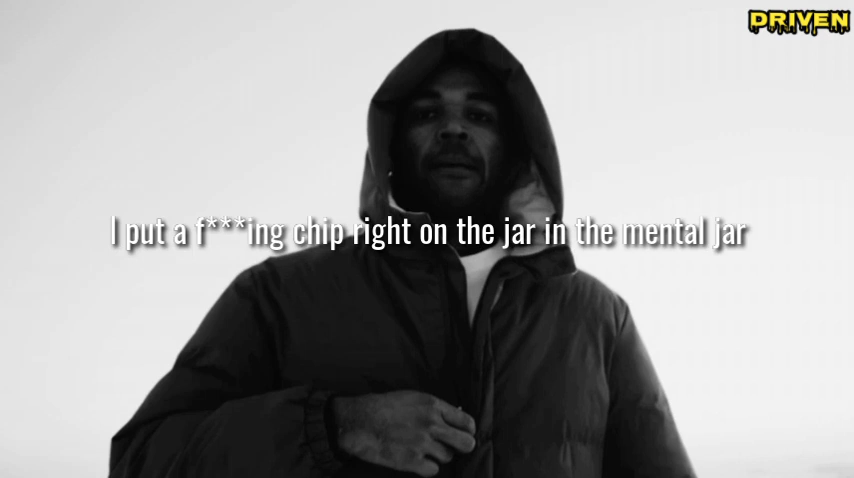 DRIVEN
I put a f***ing chip right on the jar in the mental jar